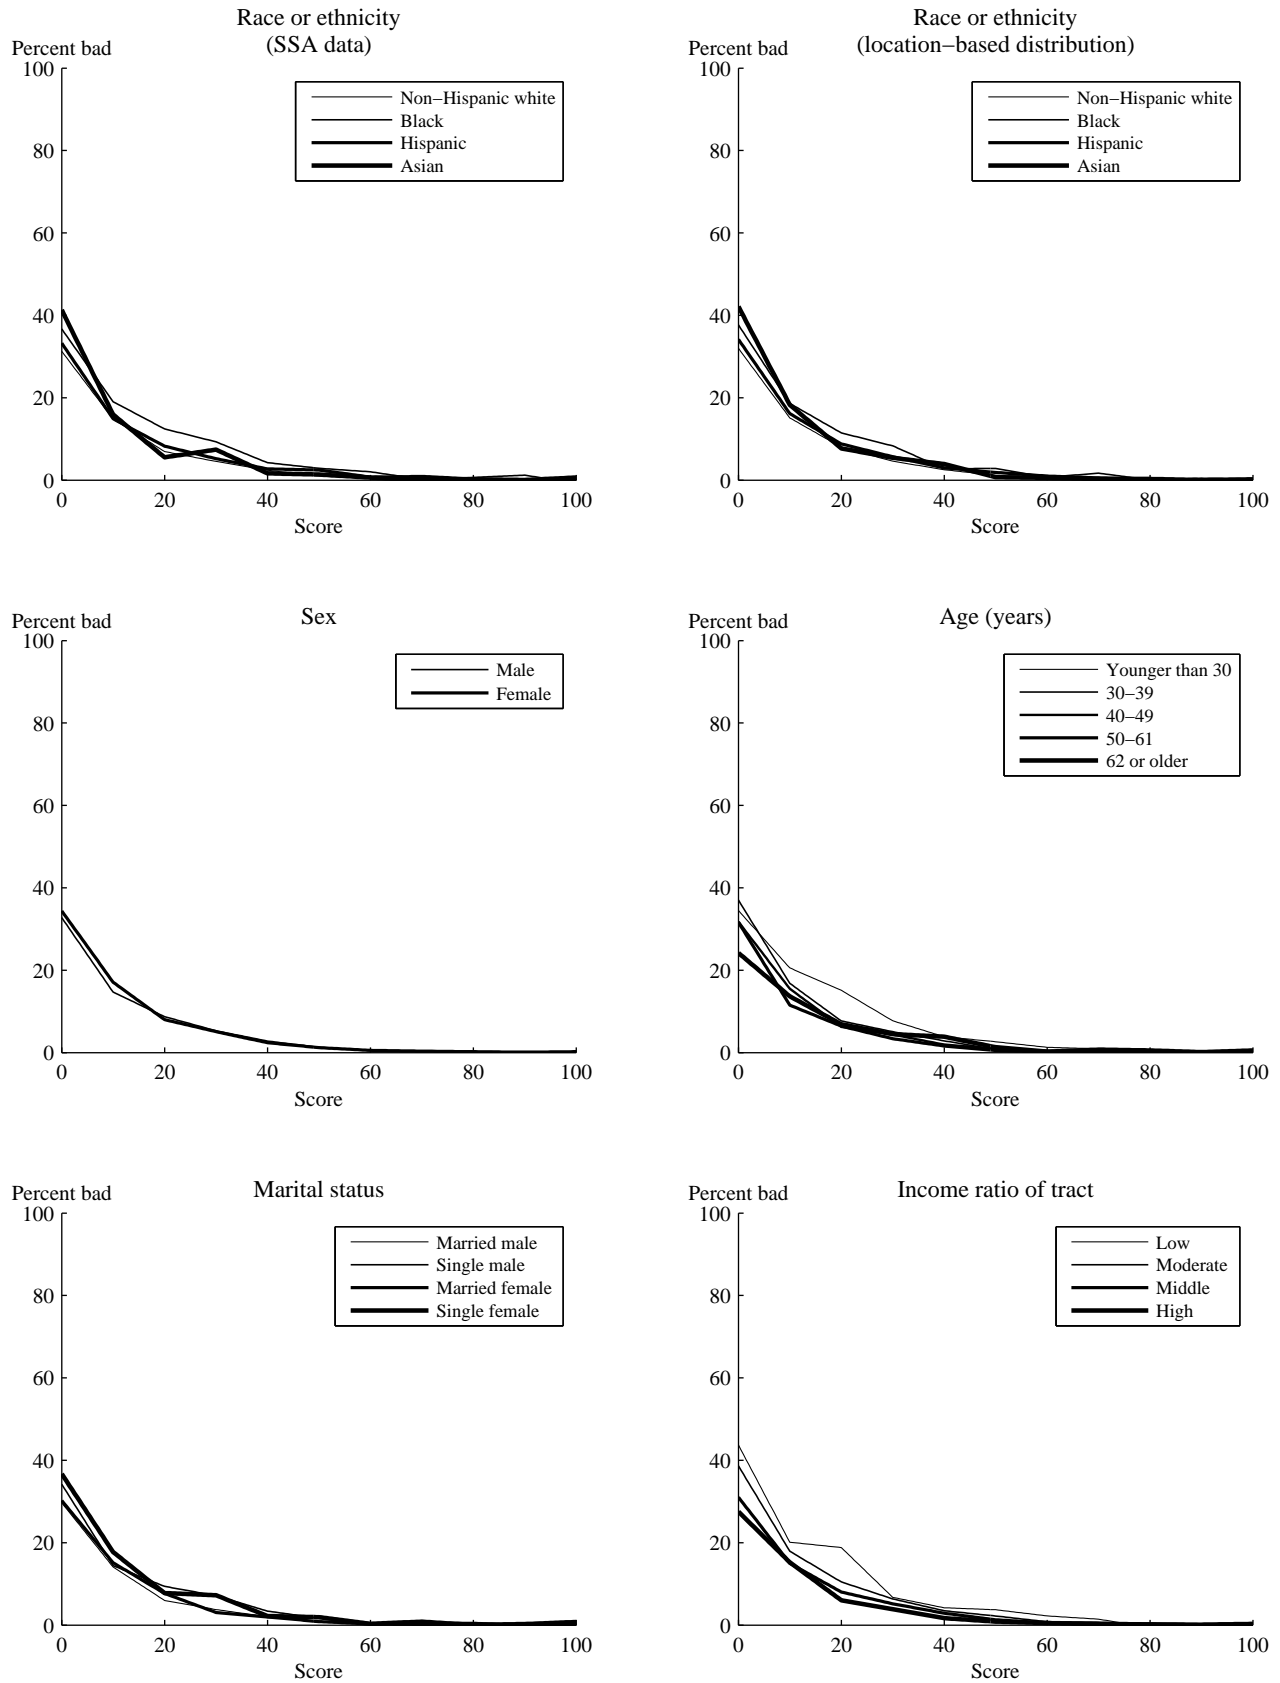 Race or ethnicity
(SSA data)
Percent bad
100
80
60
40
20
0
Non−Hispanic white
Black
Hispanic
Asian
0 20 40 60 80 100
Score
Race or ethnicity
(location−based distribution)
Percent bad
100
80
60
40
20
0
Non−Hispanic white
Black
Hispanic
Asian
0 20 40 60 80 100
Score
Sex
Percent bad
100
80
60
40
20
0
Male
Female
0 20 40 60 80 100
Score
Age (years)
Percent bad
100
80
60
40
20
0
Younger than 30
30−39
40−49
50−61
62 or older
0 20 40 60 80 100
Score
Marital status
Percent bad
100
80
60
40
20
0
Married male
Single male
Married female
Single female
0 20 40 60 80 100
Score
Income ratio of tract
Percent bad
100
80
60
40
20
0
Low
Moderate
Middle
High
0 20 40 60 80 100
Score